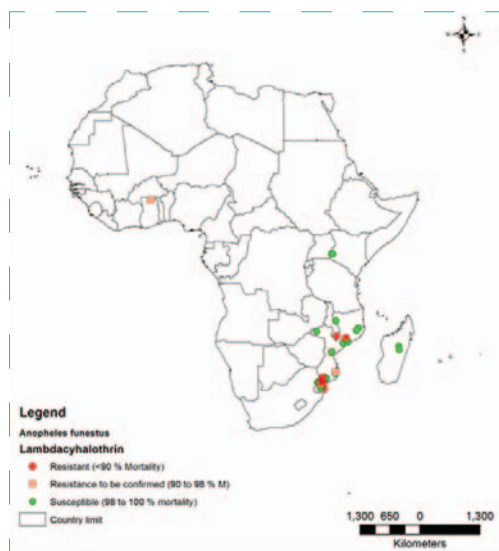 N
W E
S
Legend
Anopheles funestus
Lambdacyhalothrin
Resistant (<90 % Mortality)
Resistance to be confirmed (90 to 98 % M)
Susceptible (98 to 100 % mortality)
Country limit
1,300 650 0 1,300
Kilometers